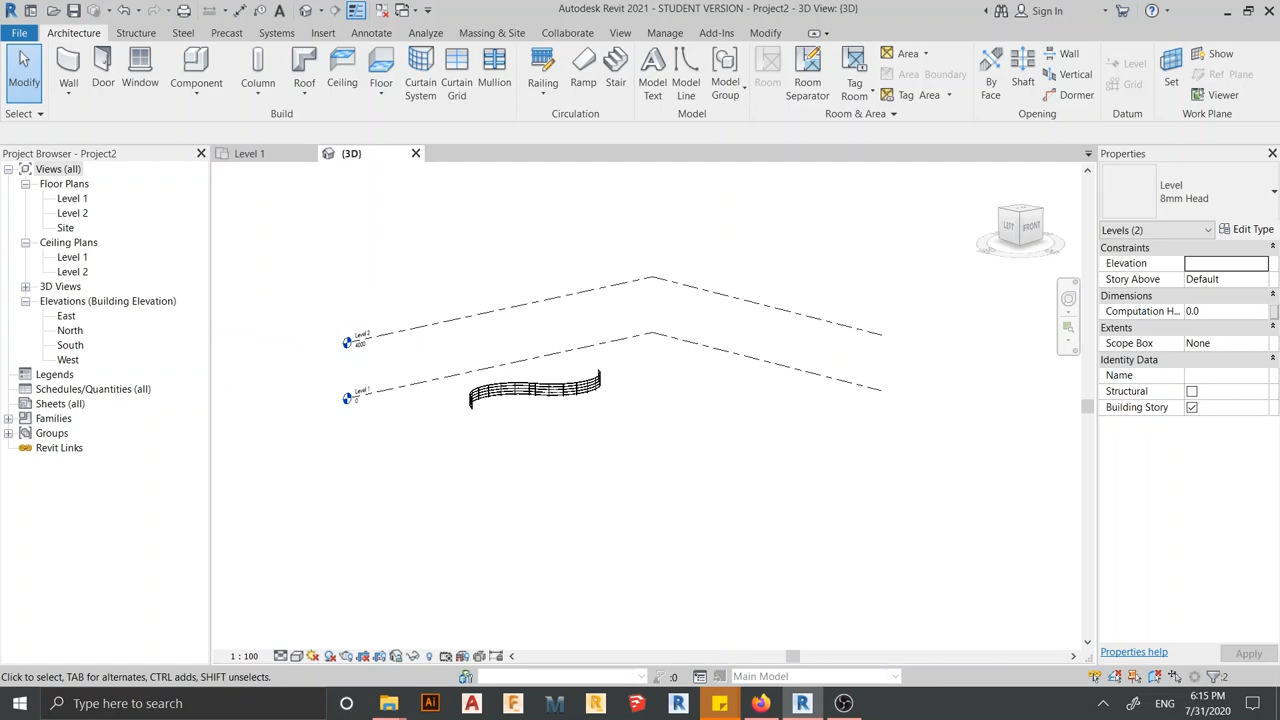 Autodesk Revit 2021 - STUDENT VERSION - Project2 - 3D View: {3D}
Sign In
File Architecture Structure Steel Precast Systems Insert Annotate Analyze Massing & Site Collaborate View Manage Add-Ins Modify
Modify Wall Door Window Component Column Roof Ceiling Floor Curtain System Curtain Grid Mullion Railing Ramp Stair Model Text Model Line Model Group Room Room Separator Tag Room
Area
Area Boundary
Tag Area
By Face Shaft
Wall
Vertical
Dormer
Level
Grid
Set
Show
Ref Plane
Viewer
Select Build Circulation Model Room & Area Opening Datum Work Plane
Project Browser - Project2
Level 1
{3D}
Properties
Views (all)
Floor Plans
Level 1
Level 2
Site
Ceiling Plans
Level 1
Level 2
3D Views
Elevations (Building Elevation)
East
North
South
West
Legends
Schedules/Quantities (all)
Sheets (all)
Families
Groups
Revit Links
Level 2
4000
Level 1
0
LEFT FRONT
Level
8mm Head
Levels (2) Edit Type
Constraints
Elevation
Story Above Default
Dimensions
Computation H... 0.0
Extents
Scope Box None
Identity Data
Name
Structural
Building Story
Properties help Apply
1 : 100
Click to select, TAB for alternates, CTRL adds, SHIFT unselects.
:0
Main Model
:2
Type here to search
ENG
6:15 PM
7/31/2020